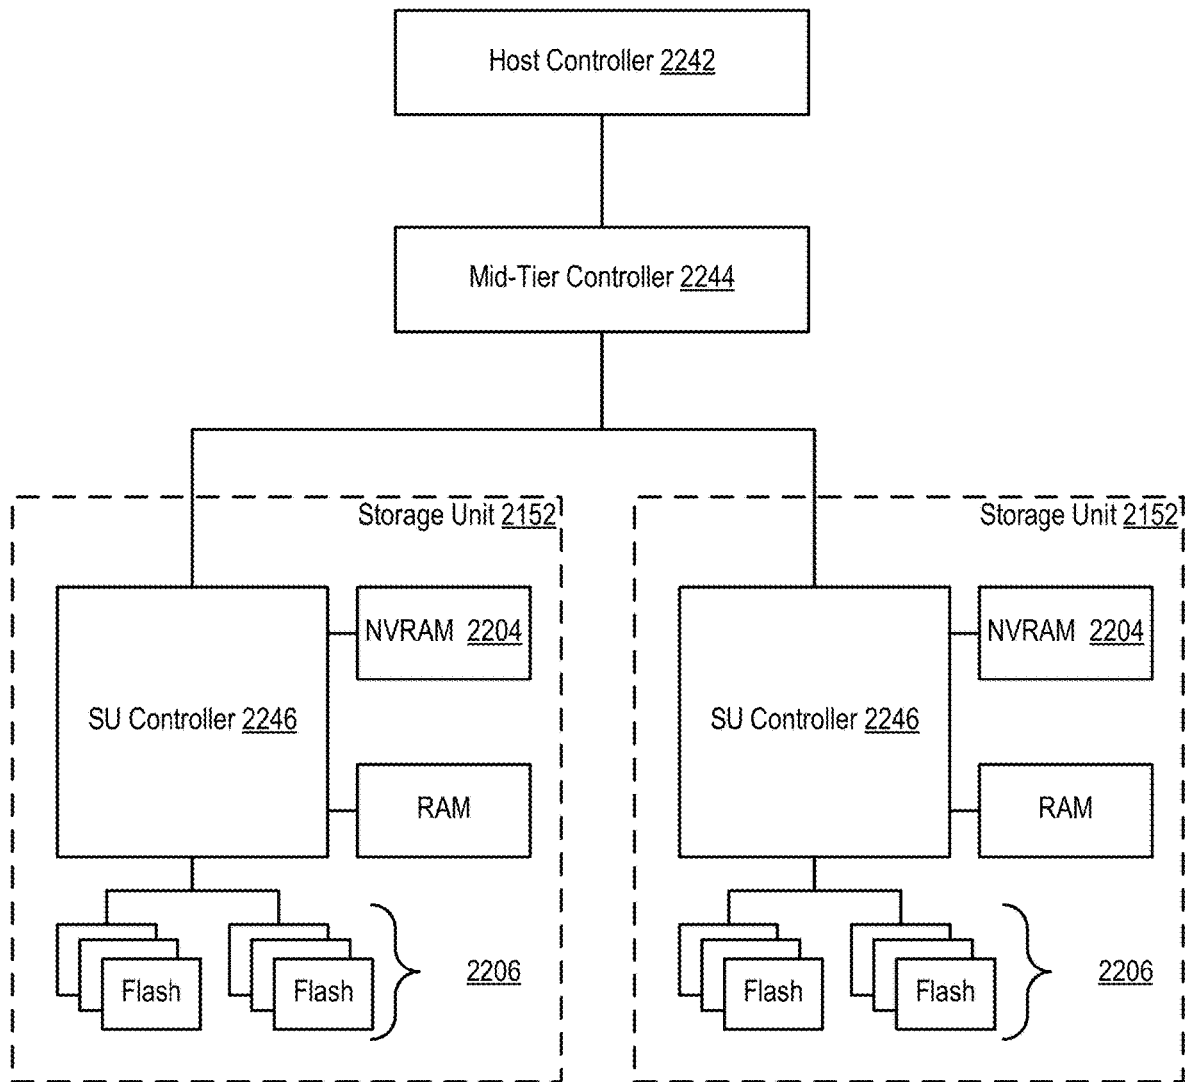 Host Controller 2242
Mid-Tier Controller 2244
Storage Unit 2152
NVRAM 2204
SU Controller 2246
RAM
Flash
Flash
2206
Storage Unit 2152
NVRAM 2204
SU Controller 2246
RAM
Flash
Flash
2206